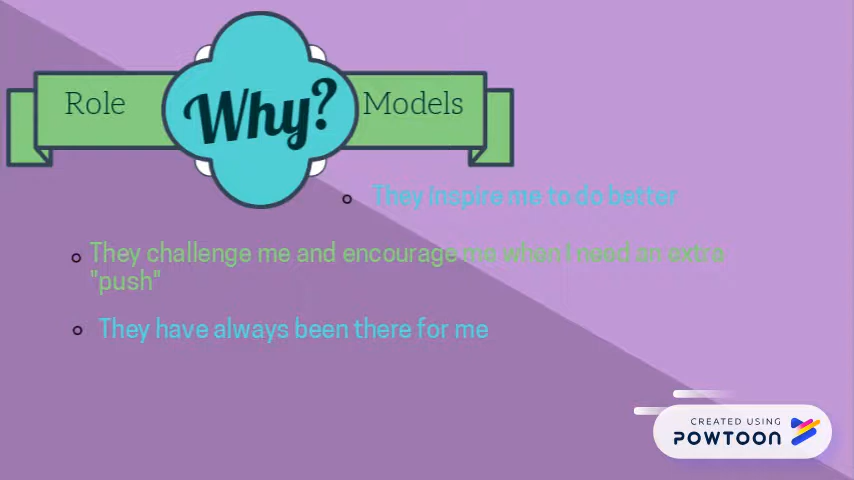 Role Why? Models
They Inspire me to do better
They challenge me and encourage me when I need an extra
"push"
They have always been there for me
CREATED USING
POWTOON